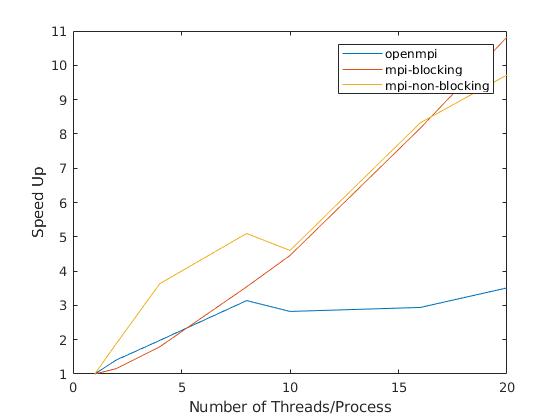 11
10
9
8
7
6
5
4
3
2
1
Speed Up
openmpi
mpi-blocking
mpi-non-blocking
0 5 10 15 20
Number of Threads/Process